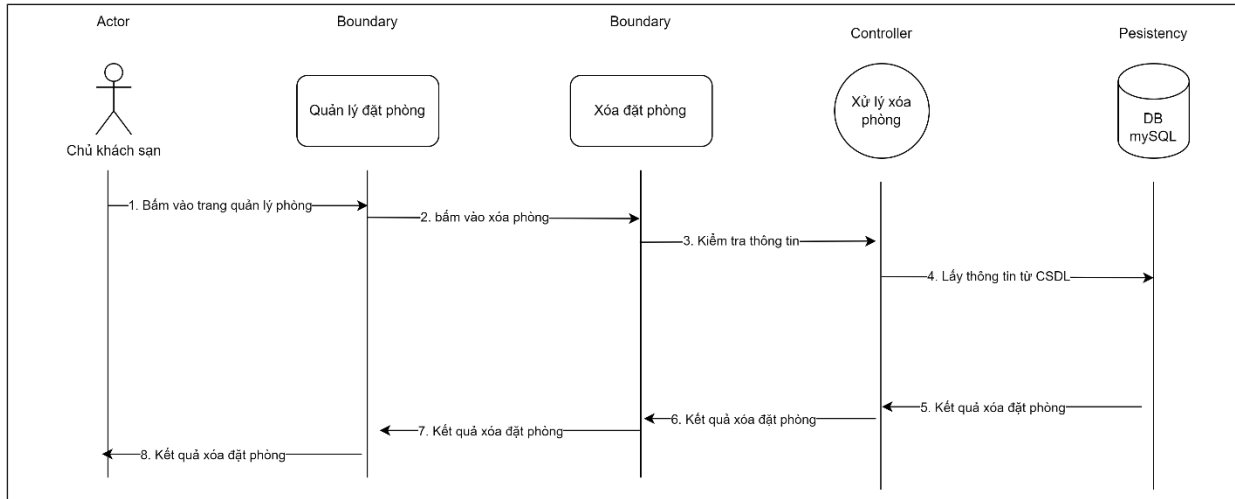 Actor
Boundary
Boundary
Controller
Pesistency
Quản lý đặt phòng
Xóa đặt phòng
Xử lý xóa
phòng
DB
mySQL
Chủ khách sạn
1. Bấm vào trang quản lý phòng
2. bấm vào xóa phòng
3. Kiểm tra thông tin
4. Lấy thông tin từ CSDL
5. Kết quả xóa đặt phòng
6. Kết quả xóa đặt phòng
7. Kết quả xóa đặt phòng
8. Kết quả xóa đặt phòng